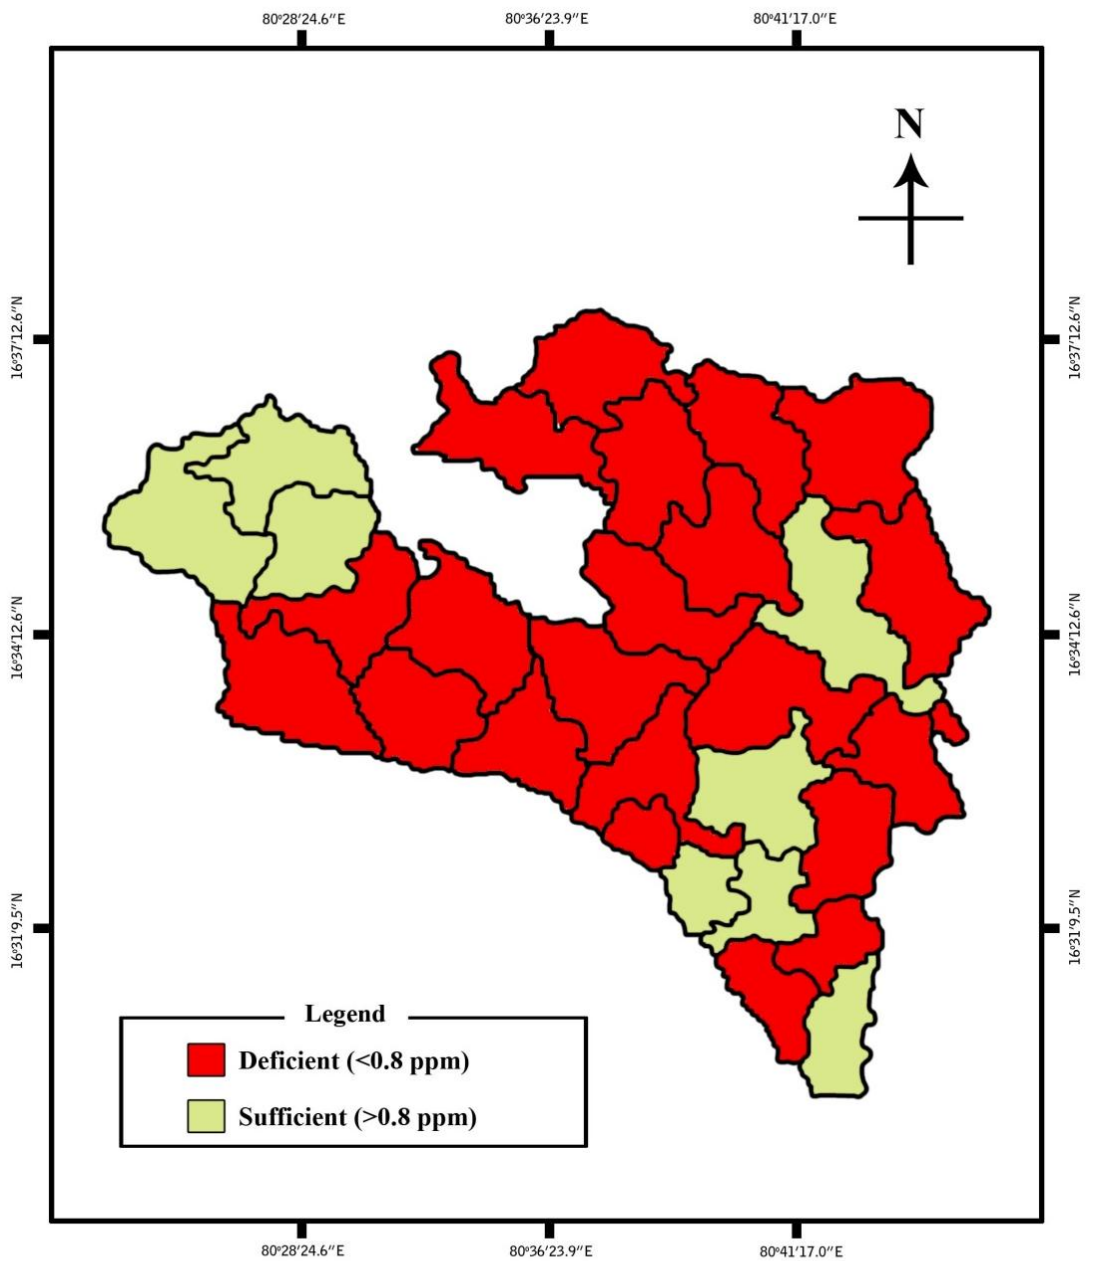 80°28′24.6″E 80°36′23.9″E 80°41′17.0″E
N
16°37′12.6″N 16°37′12.6″N
16°34′12.6″N 16°34′12.6″N
16°31′9.5″N 16°31′9.5″N
Legend
Deficient (<0.8 ppm)
Sufficient (>0.8 ppm)
80°28′24.6″E 80°36′23.9″E 80°41′17.0″E